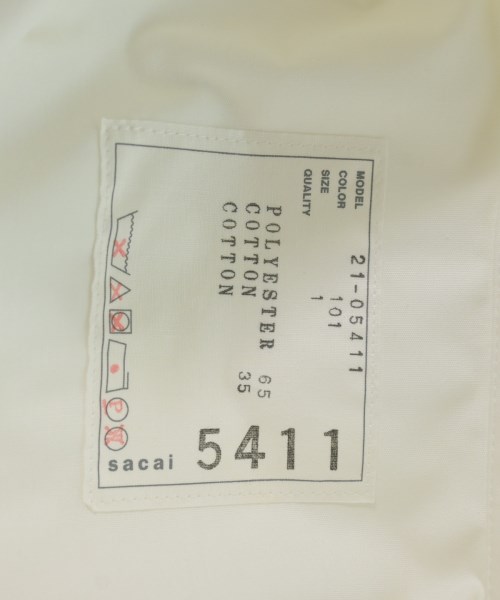 MODEL 21-05411
COLOR 101
SIZE 1
QUALITY
POLYESTER 65
COTTON 35
COTTON
5411
sacai